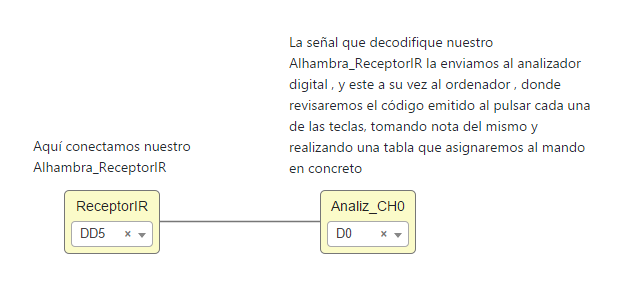 La señal que decodifique nuestro
Alhambra_ReceptorIR la enviamos al analizador
digital , y este a su vez al ordenador , donde
revisaremos el código emitido al pulsar cada una
de las teclas, tomando nota del mismo y
realizando una tabla que asignaremos al mando
en concreto
Aquí conectamos nuestro
Alhambra_ReceptorIR
ReceptorIR
DD5 ×
Analiz_CH0
D0 ×